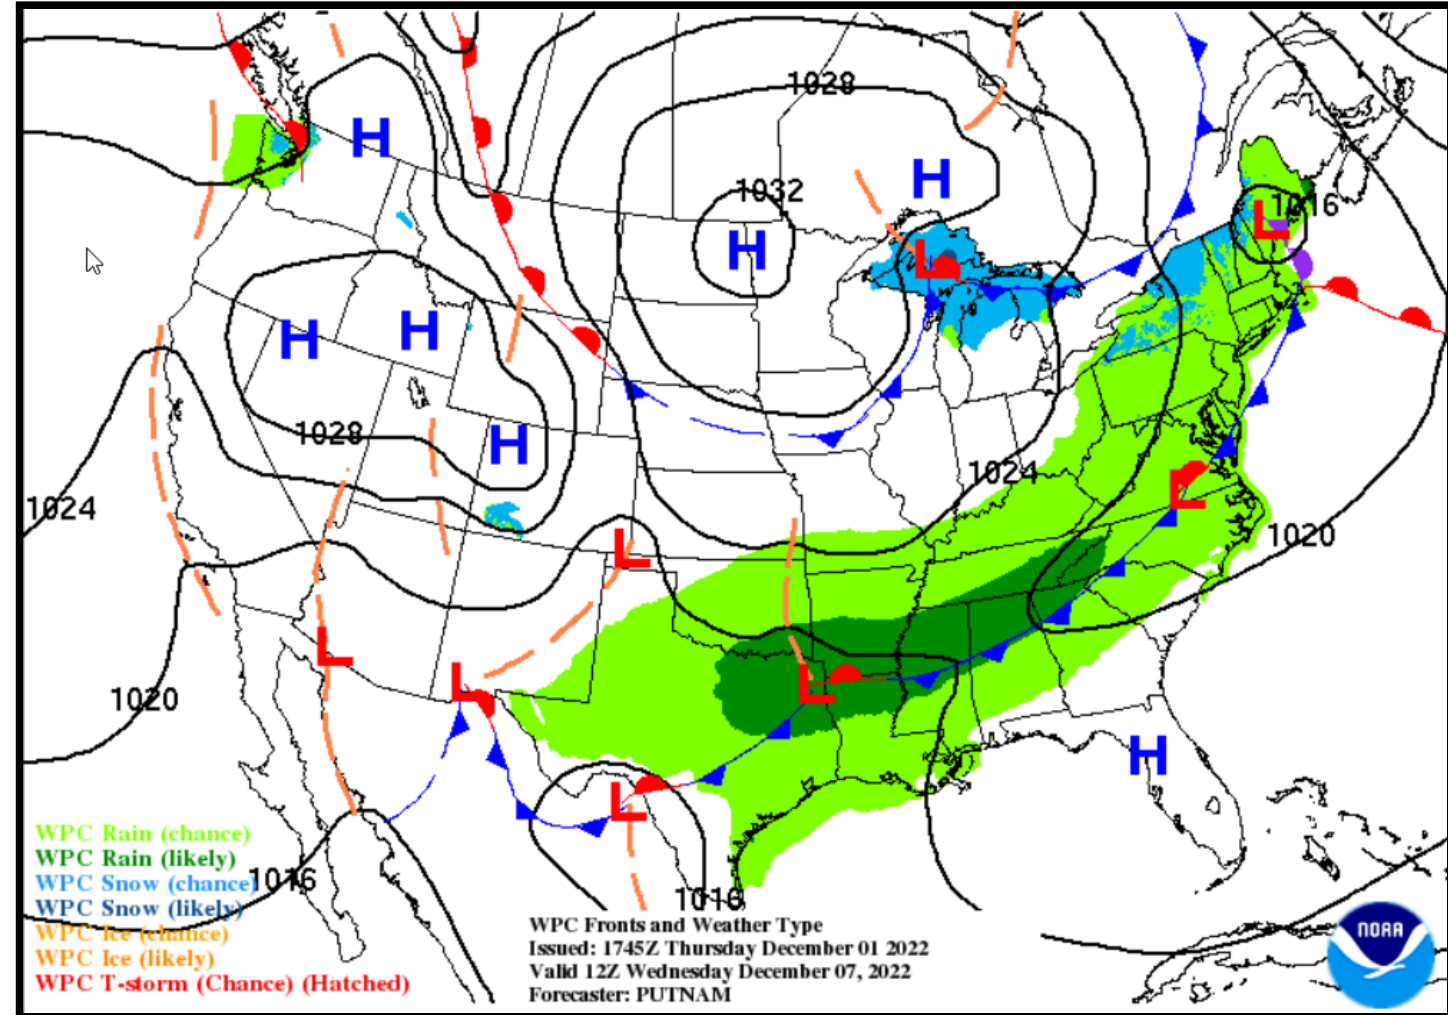 1028
H
H
1032
H
1016
L
L
H
H
1028
H
1024
1024
L
1020
L
L
L
L
1020
H
L
WPC Rain (chance)
WPC Rain (likely)
WPC Snow (chance)
WPC Snow (likely)
WPC Ice (chance)
WPC Ice (likely)
WPC T-storm (Chance) (Hatched)
1016
1016
WPC Fronts and Weather Type
Issued: 1745Z Thursday December 01 2022
Valid 12Z Wednesday December 07, 2022
Forecaster: PUTNAM
NOAA